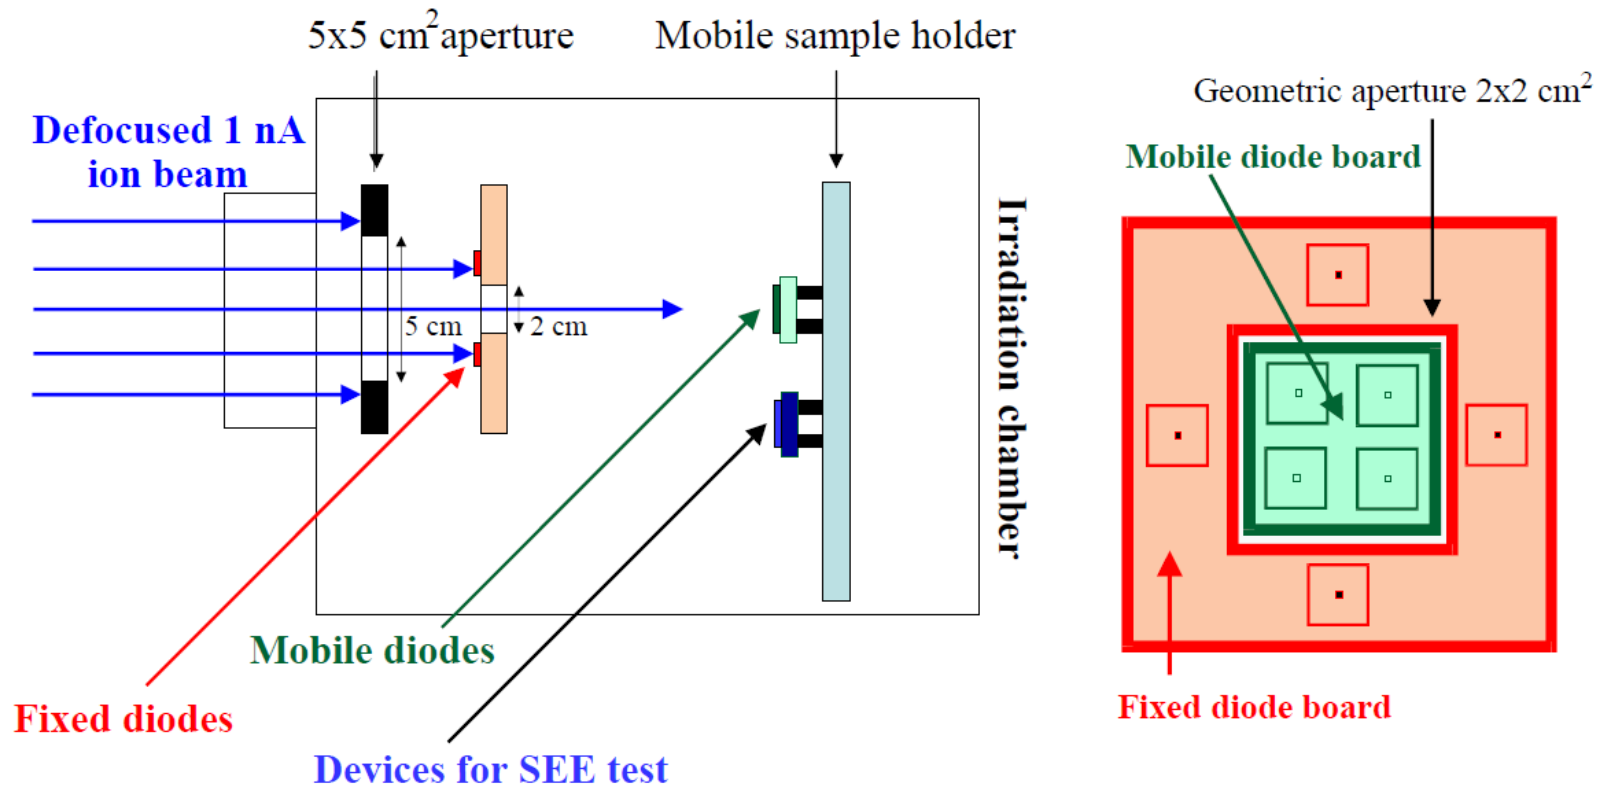 5x5 cm² aperture
Mobile sample holder
Defocused 1 nA
ion beam
5 cm
2 cm
Irradiation chamber
Mobile diodes
Fixed diodes
Devices for SEE test
Geometric aperture 2x2 cm²
Mobile diode board
Fixed diode board